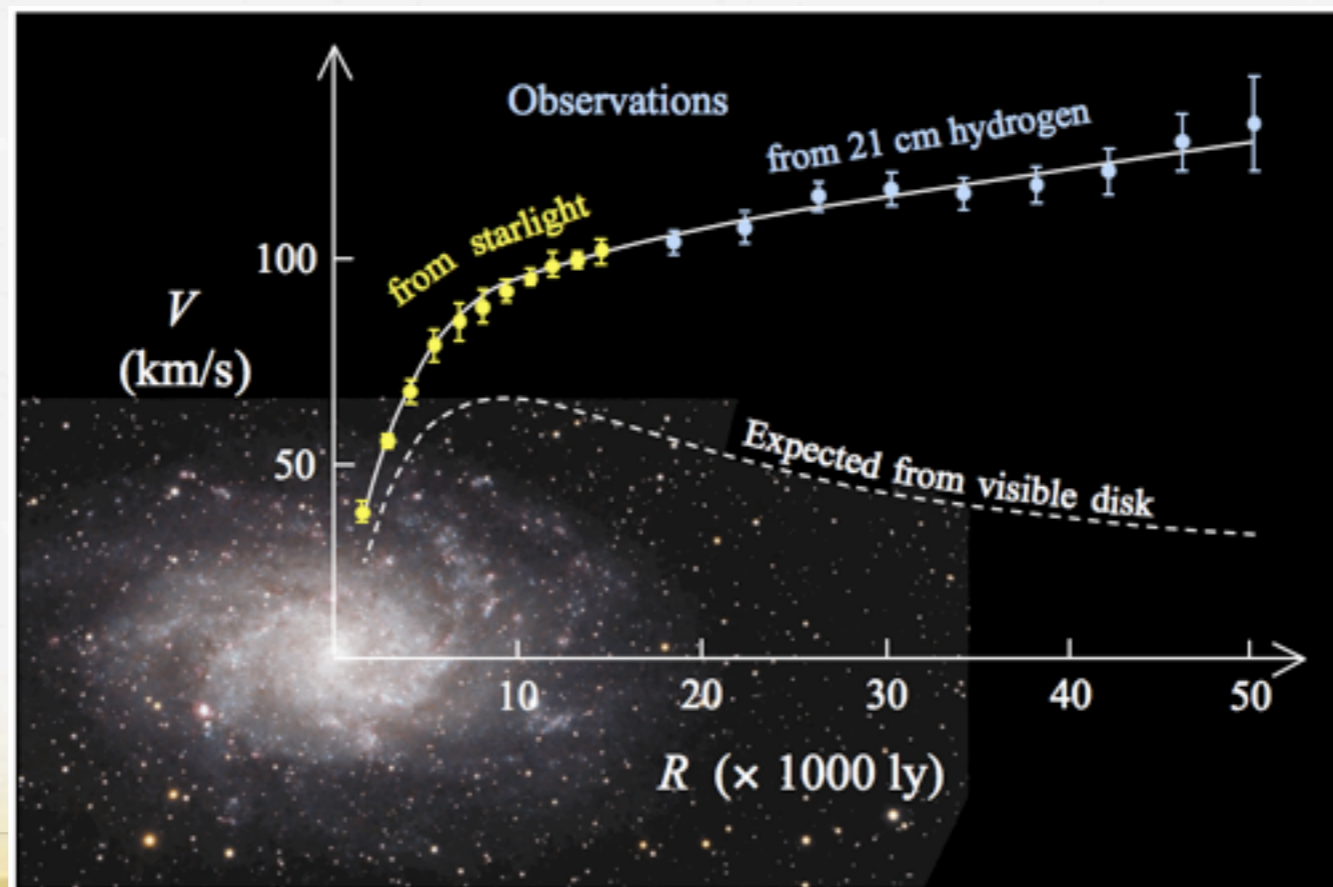 Observations
from 21 cm hydrogen
from starlight
100
V
(km/s)
50
Expected from visible disk
10 20 30 40 50
R (× 1000 ly)